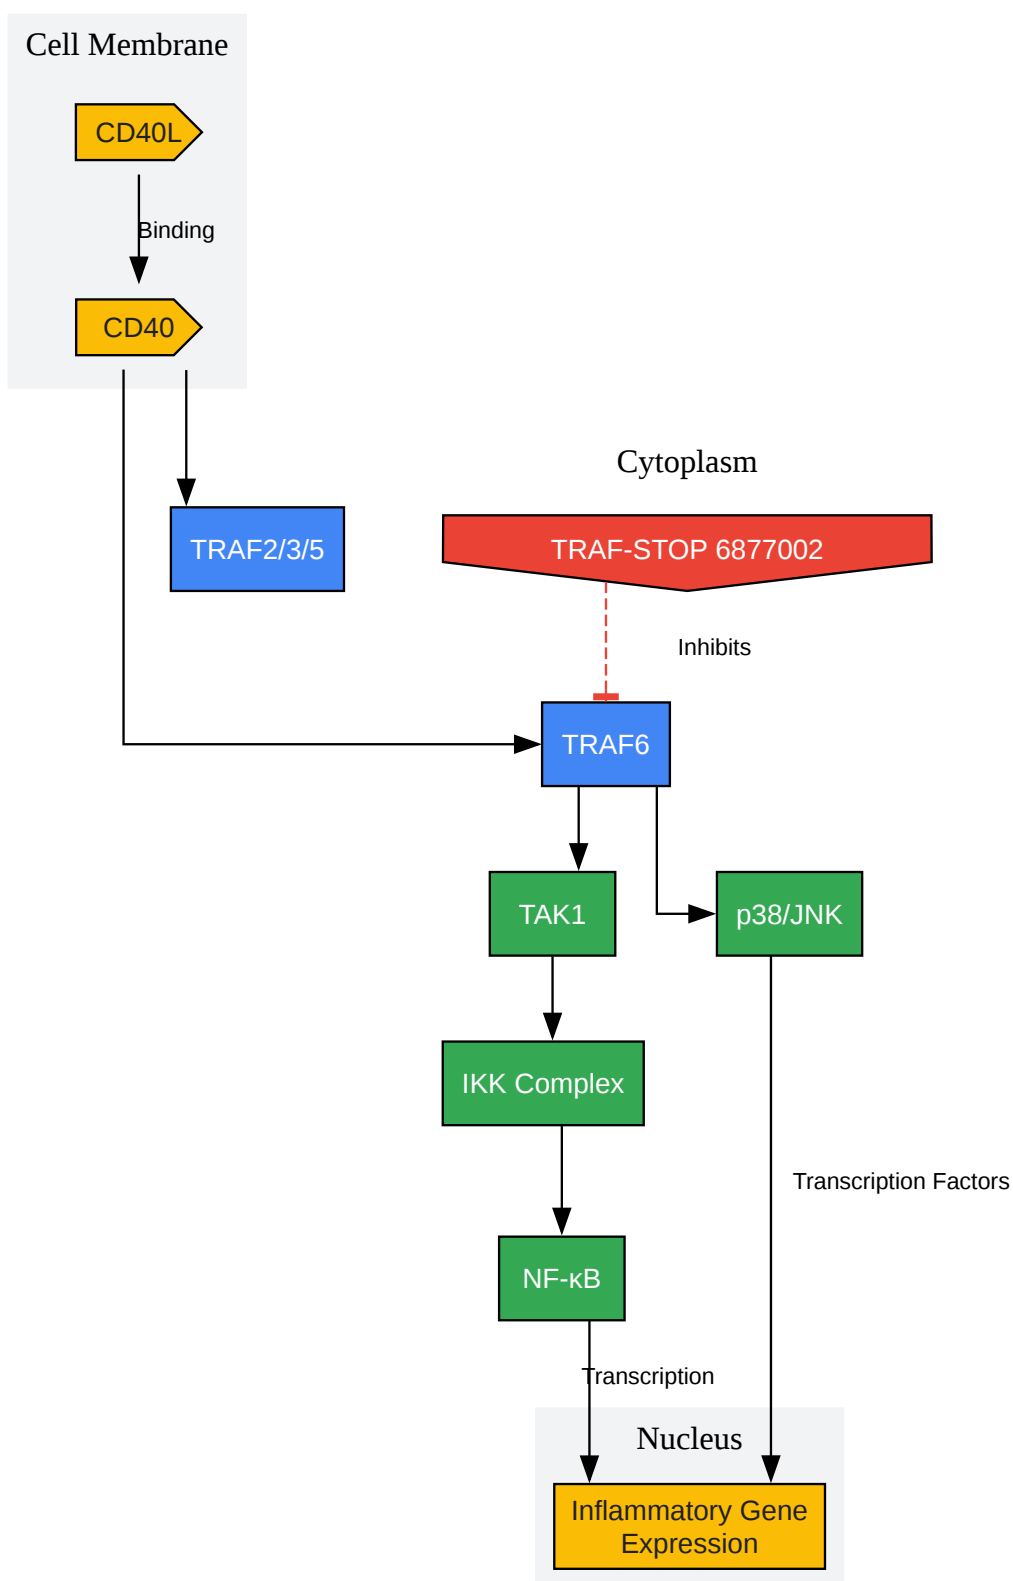 Cell Membrane
CD40L
Binding
CD40
Cytoplasm
TRAF2/3/5
TRAF-STOP 6877002
Inhibits
TRAF6
TAK1
p38/JNK
IKK Complex
Transcription Factors
NF-κB
Transcription
Nucleus
Inflammatory Gene
Expression